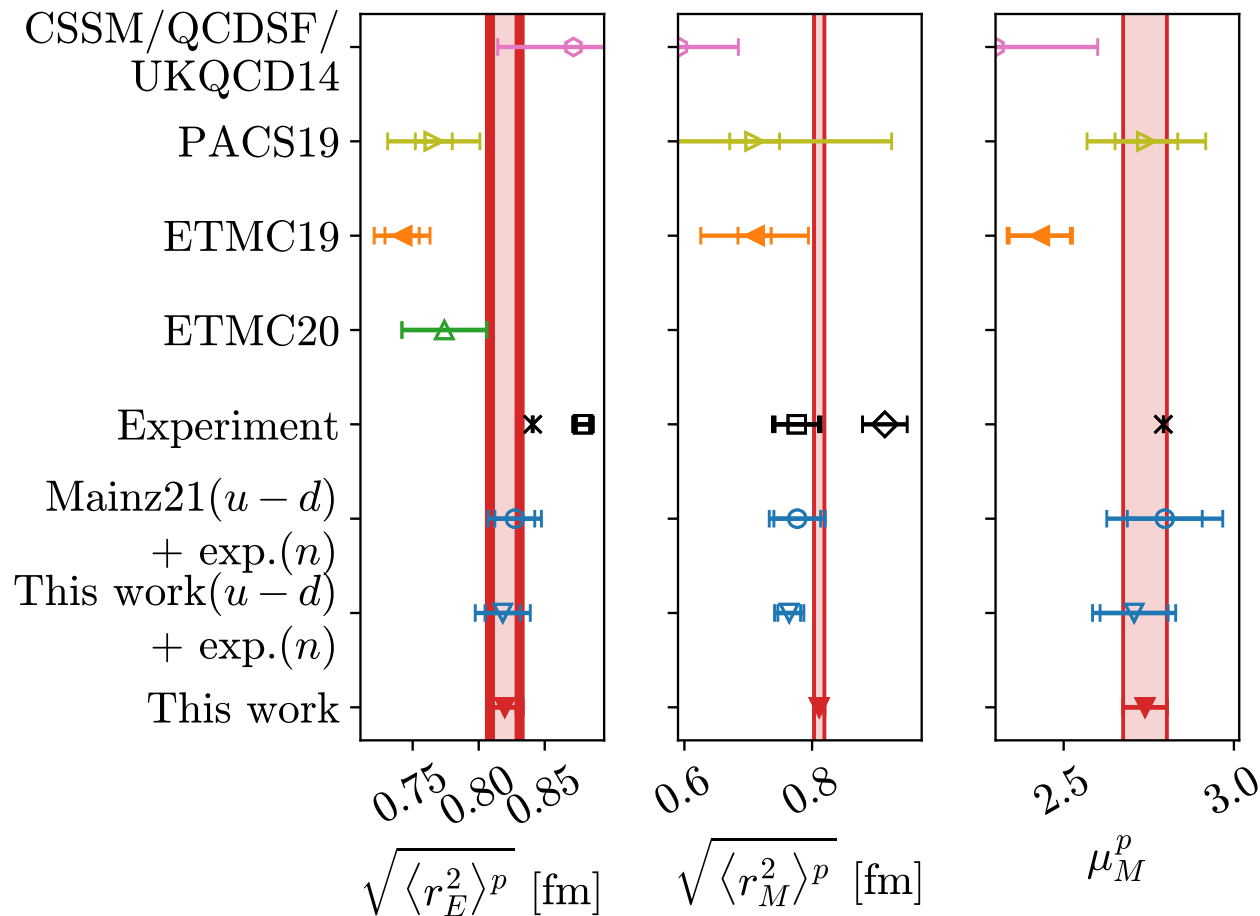 CSSM/QCDSF/
UKQCD14
PACS19
ETMC19
ETMC20
Experiment
Mainz21(u − d)
+ exp.(n)
This work(u − d)
+ exp.(n)
This work
0.75 0.80 0.85
0.6 0.8
2.5 3.0
√⟨r_E^2⟩^p [fm]
√⟨r_M^2⟩^p [fm]
μ_M^p